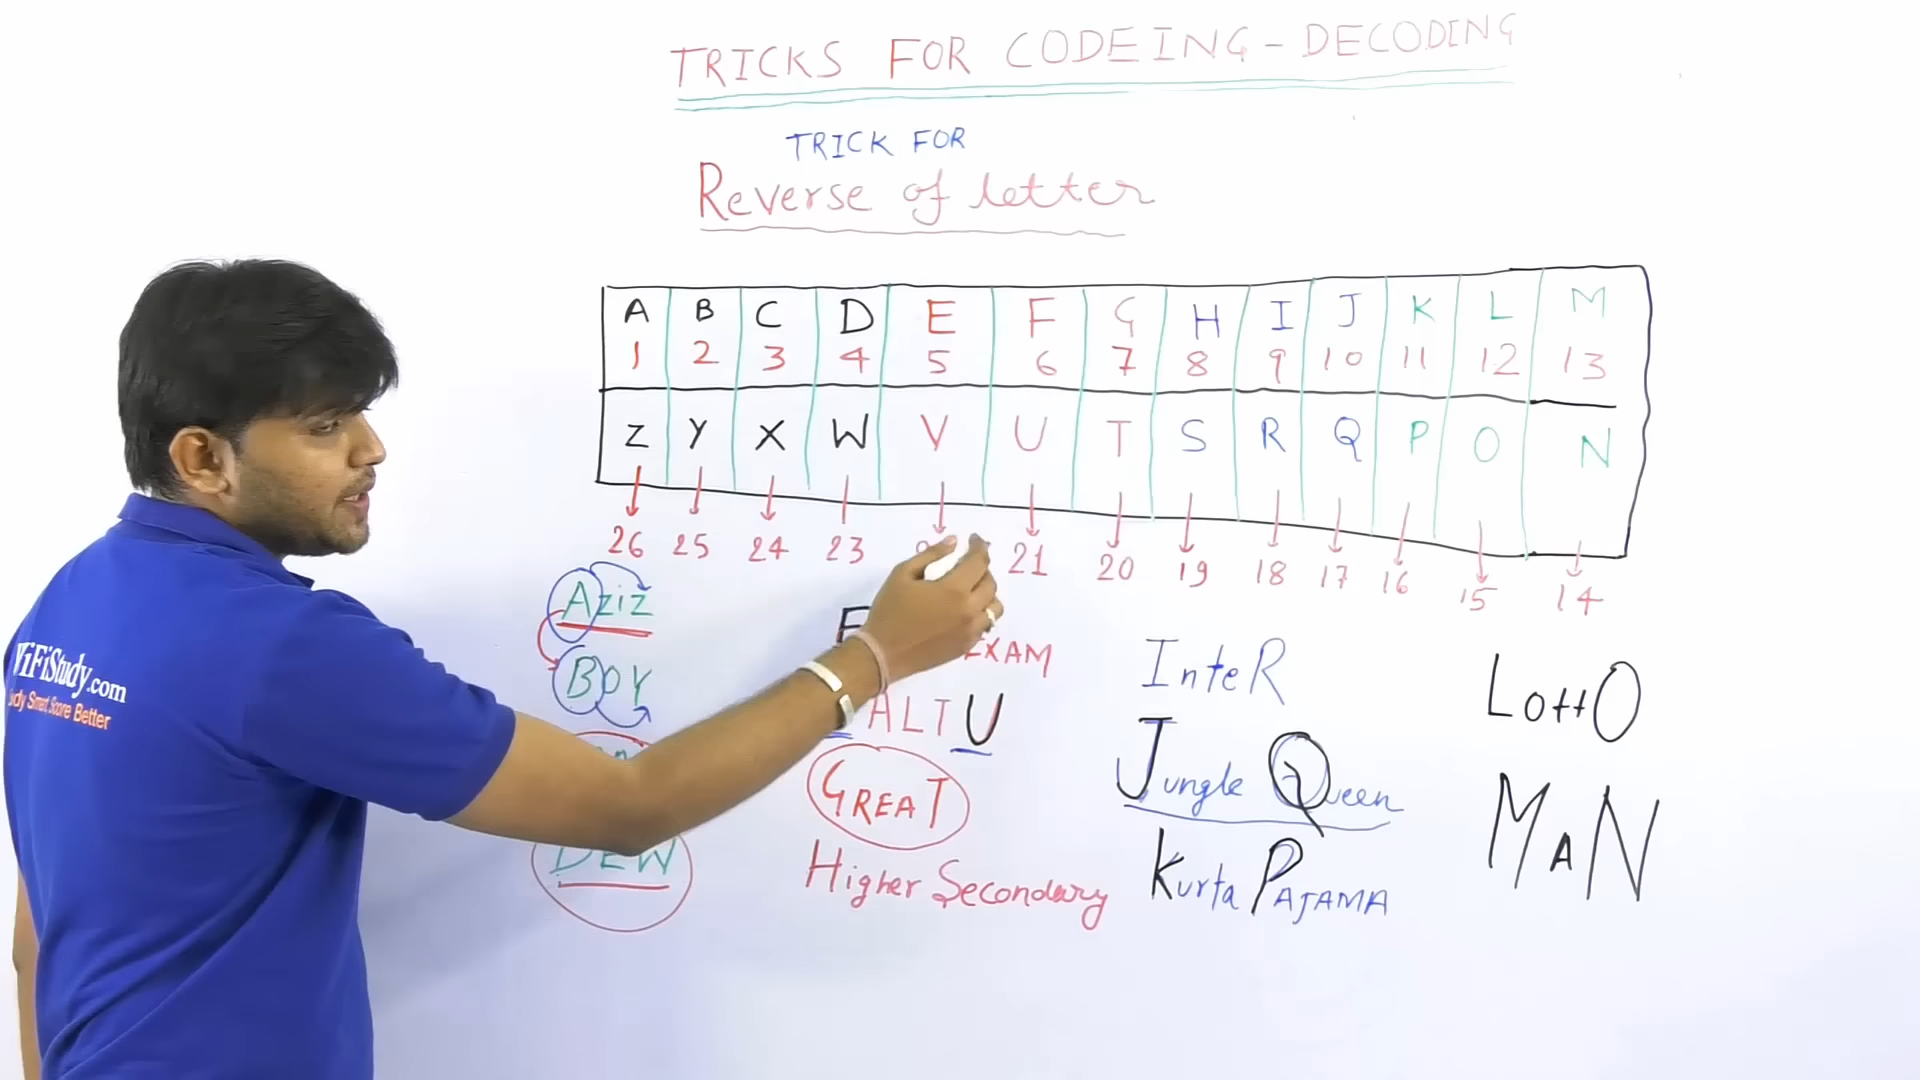 TRICKS FOR CODEING-DECODING
TRICK FOR
Reverse of letter
A B C D E F G H I J K L M
1 2 3 4 5 6 7 8 9 10 11 12 13
Z Y X W V U T S R Q P O N
26 25 24 23 21 20 19 18 17 16 15 14
Aziz
BOY
DEW
EXAM
ALTU
GREAT
Higher Secondary
InteR
Jungle Queen
Kurta PAJAMA
LottO
MAN
WiFiStudy.com
Study Smart Score Better